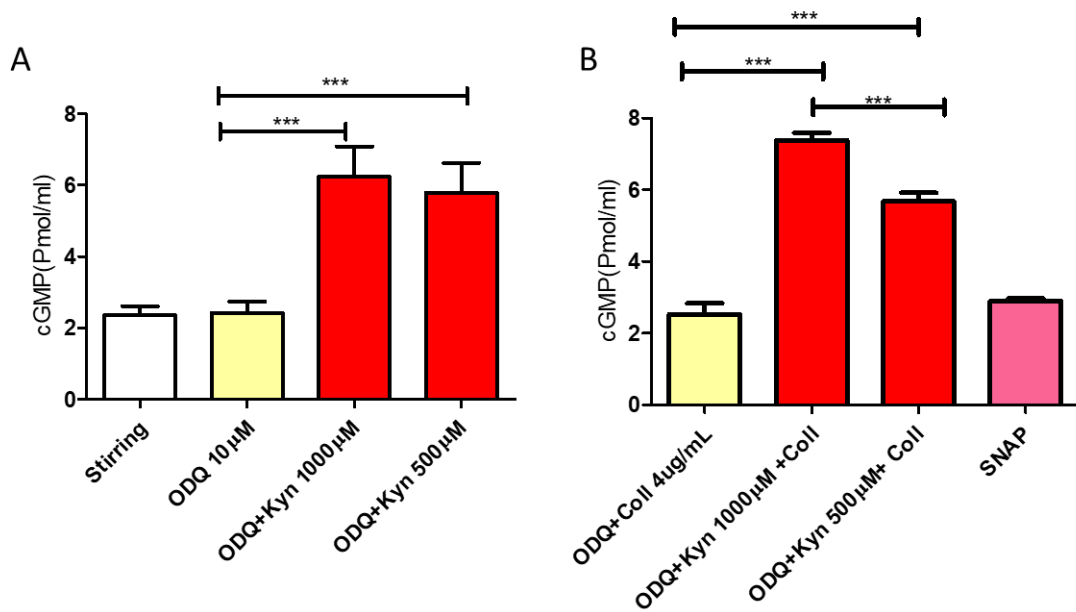 A
***
***
8
6
4
2
0
cGMP(Pmol/ml)
Stirring
ODQ 10µM
ODQ+Kyn 1000µM
ODQ+Kyn 500µM
B
***
***
***
8
6
4
2
0
cGMP(Pmol/ml)
ODQ+Coll 4ug/mL
ODQ+Kyn 1000µM +Coll
ODQ+Kyn 500µM+ Coll
SNAP